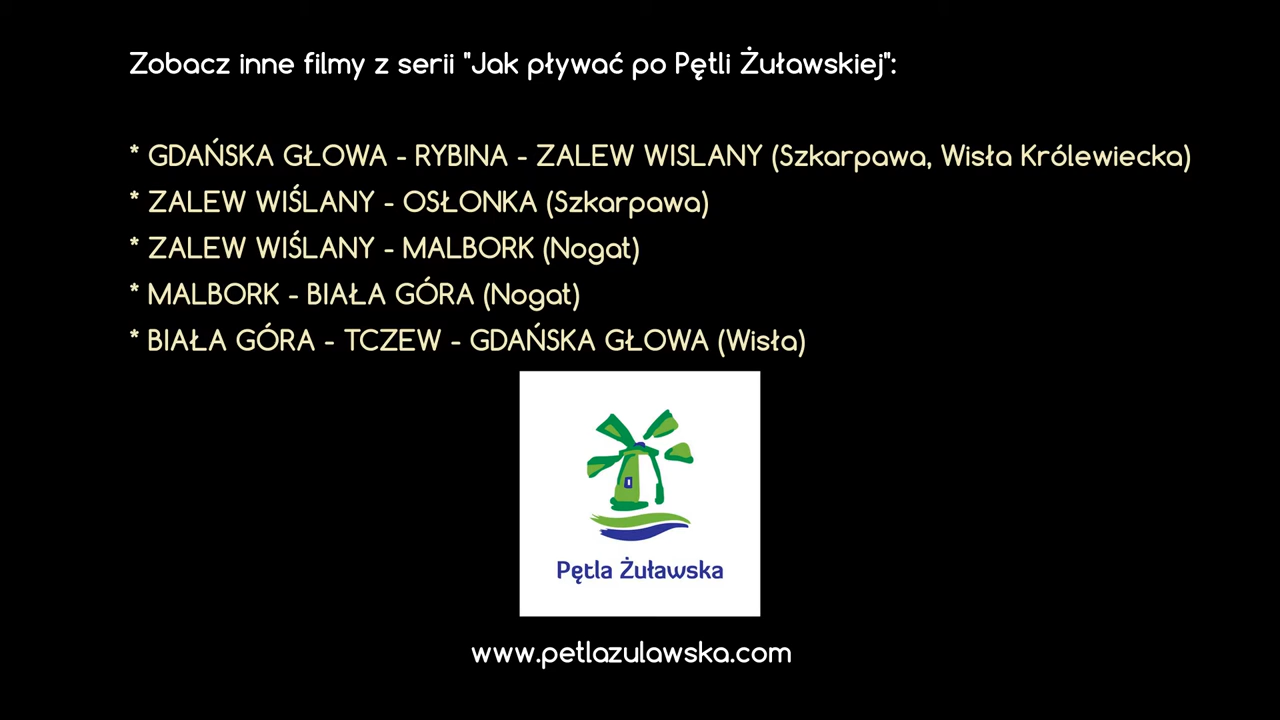 Zobacz inne filmy z serii "Jak pływać po Pętli Żuławskiej":
* GDAŃSKA GŁOWA - RYBINA - ZALEW WISLANY (Szkarpawa, Wisła Królewiecka)
* ZALEW WIŚLANY - OSŁONKA (Szkarpawa)
* ZALEW WIŚLANY - MALBORK (Nogat)
* MALBORK - BIAŁA GÓRA (Nogat)
* BIAŁA GÓRA - TCZEW - GDAŃSKA GŁOWA (Wisła)
Pętla Żuławska
www.petlazulawska.com